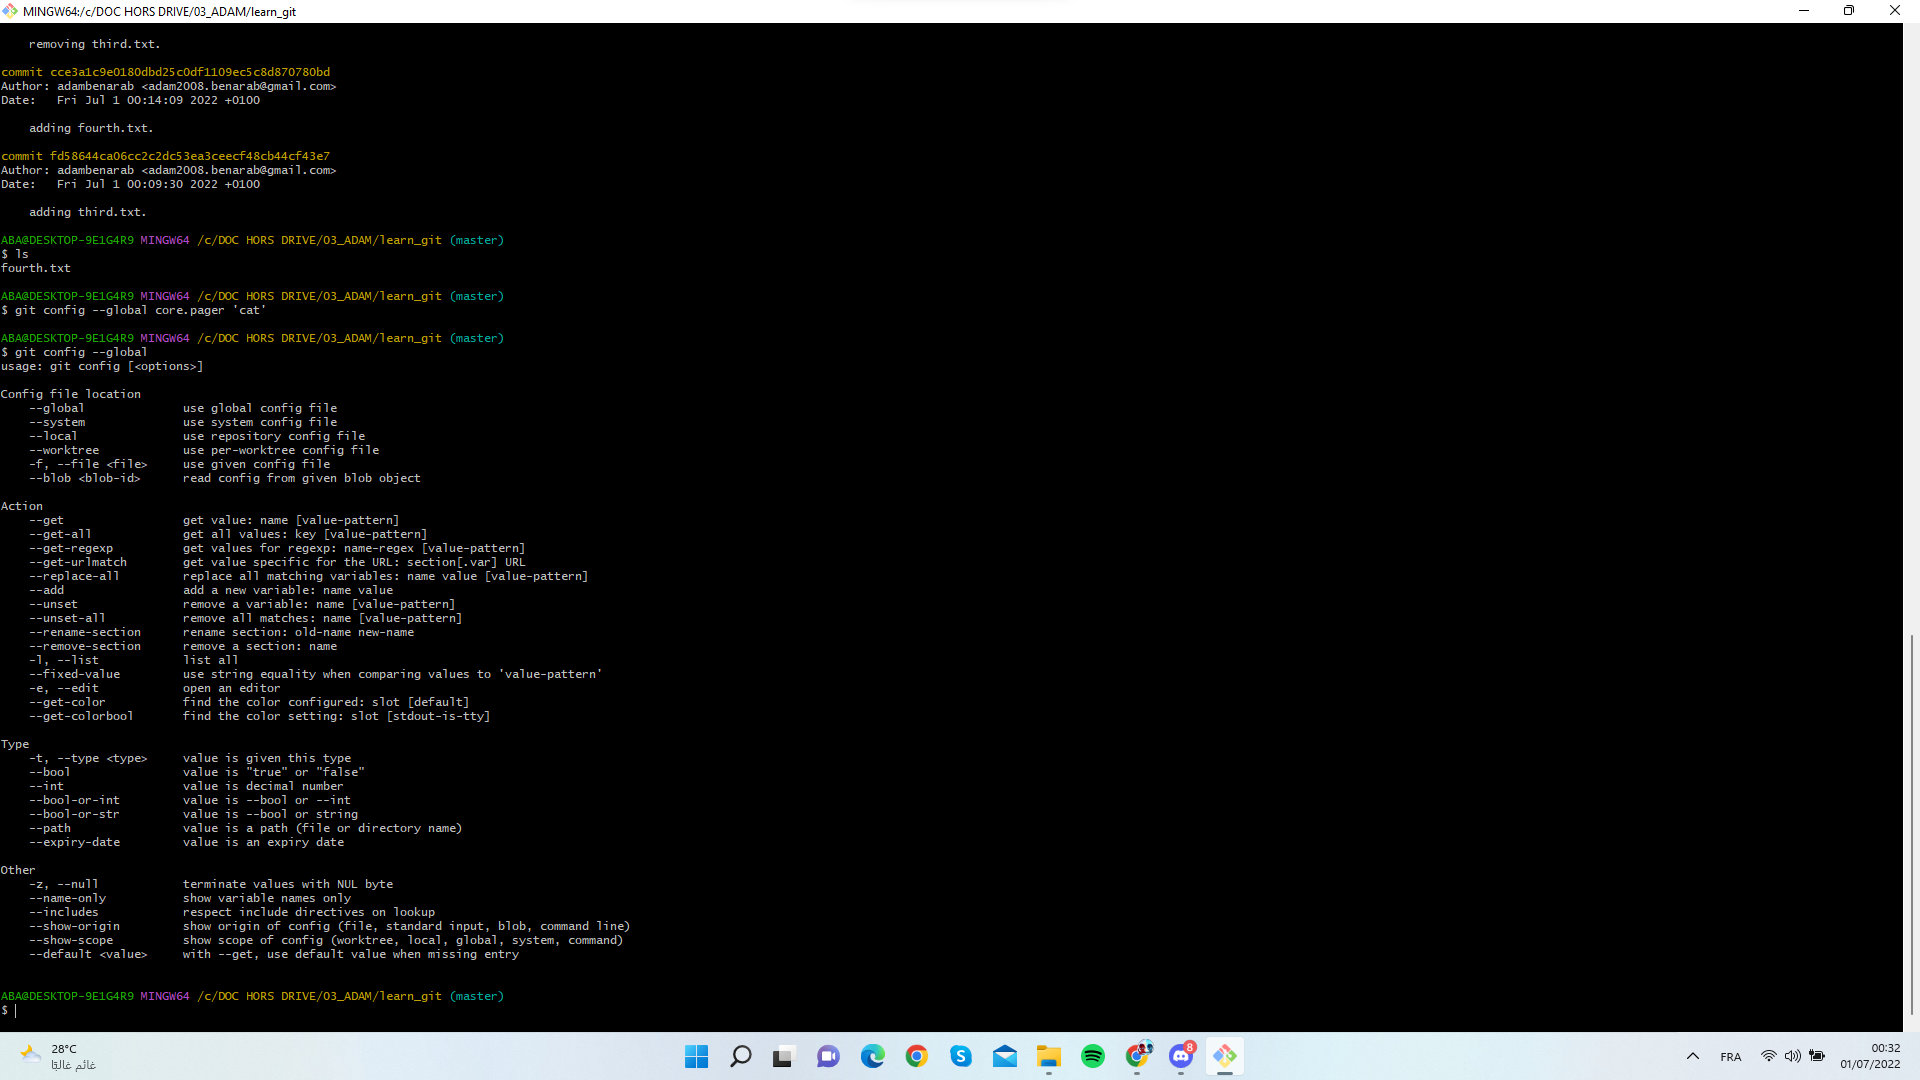 MINGW64:/c/DOC HORS DRIVE/03_ADAM/learn_git
removing third.txt.
commit cce3a1c9e0180dbd25c0df1109ec5c8d870780bd
Author: adambenarab <adam2008.benarab@gmail.com>
Date:   Fri Jul 1 00:14:09 2022 +0100
adding fourth.txt.
commit fd58644ca06cc2c2dc53ea3ceecf48cb44cf43e7
Author: adambenarab <adam2008.benarab@gmail.com>
Date:   Fri Jul 1 00:09:30 2022 +0100
adding third.txt.
ABA@DESKTOP-9E1G4R9 MINGW64 /c/DOC HORS DRIVE/03_ADAM/learn_git (master)
$ ls
fourth.txt
ABA@DESKTOP-9E1G4R9 MINGW64 /c/DOC HORS DRIVE/03_ADAM/learn_git (master)
$ git config --global core.pager 'cat'
ABA@DESKTOP-9E1G4R9 MINGW64 /c/DOC HORS DRIVE/03_ADAM/learn_git (master)
$ git config --global
usage: git config [<options>]
Config file location
--global use global config file
--system use system config file
--local use repository config file
--worktree use per-worktree config file
-f, --file <file> use given config file
--blob <blob-id> read config from given blob object
Action
--get get value: name [value-pattern]
--get-all get all values: key [value-pattern]
--get-regexp get values for regexp: name-regex [value-pattern]
--get-urlmatch get value specific for the URL: section[.var] URL
--replace-all replace all matching variables: name value [value-pattern]
--add add a new variable: name value
--unset remove a variable: name [value-pattern]
--unset-all remove all matches: name [value-pattern]
--rename-section rename section: old-name new-name
--remove-section remove a section: name
-l, --list list all
--fixed-value use string equality when comparing values to 'value-pattern'
-e, --edit open an editor
--get-color find the color configured: slot [default]
--get-colorbool find the color setting: slot [stdout-is-tty]
Type
-t, --type <type> value is given this type
--bool value is "true" or "false"
--int value is decimal number
--bool-or-int value is --bool or --int
--bool-or-str value is --bool or string
--path value is a path (file or directory name)
--expiry-date value is an expiry date
Other
-z, --null terminate values with NUL byte
--name-only show variable names only
--includes respect include directives on lookup
--show-origin show origin of config (file, standard input, blob, command line)
--show-scope show scope of config (worktree, local, global, system, command)
--default <value> with --get, use default value when missing entry
ABA@DESKTOP-9E1G4R9 MINGW64 /c/DOC HORS DRIVE/03_ADAM/learn_git (master)
$
28°C
غائم غالبًا
8
FRA
00:32
01/07/2022